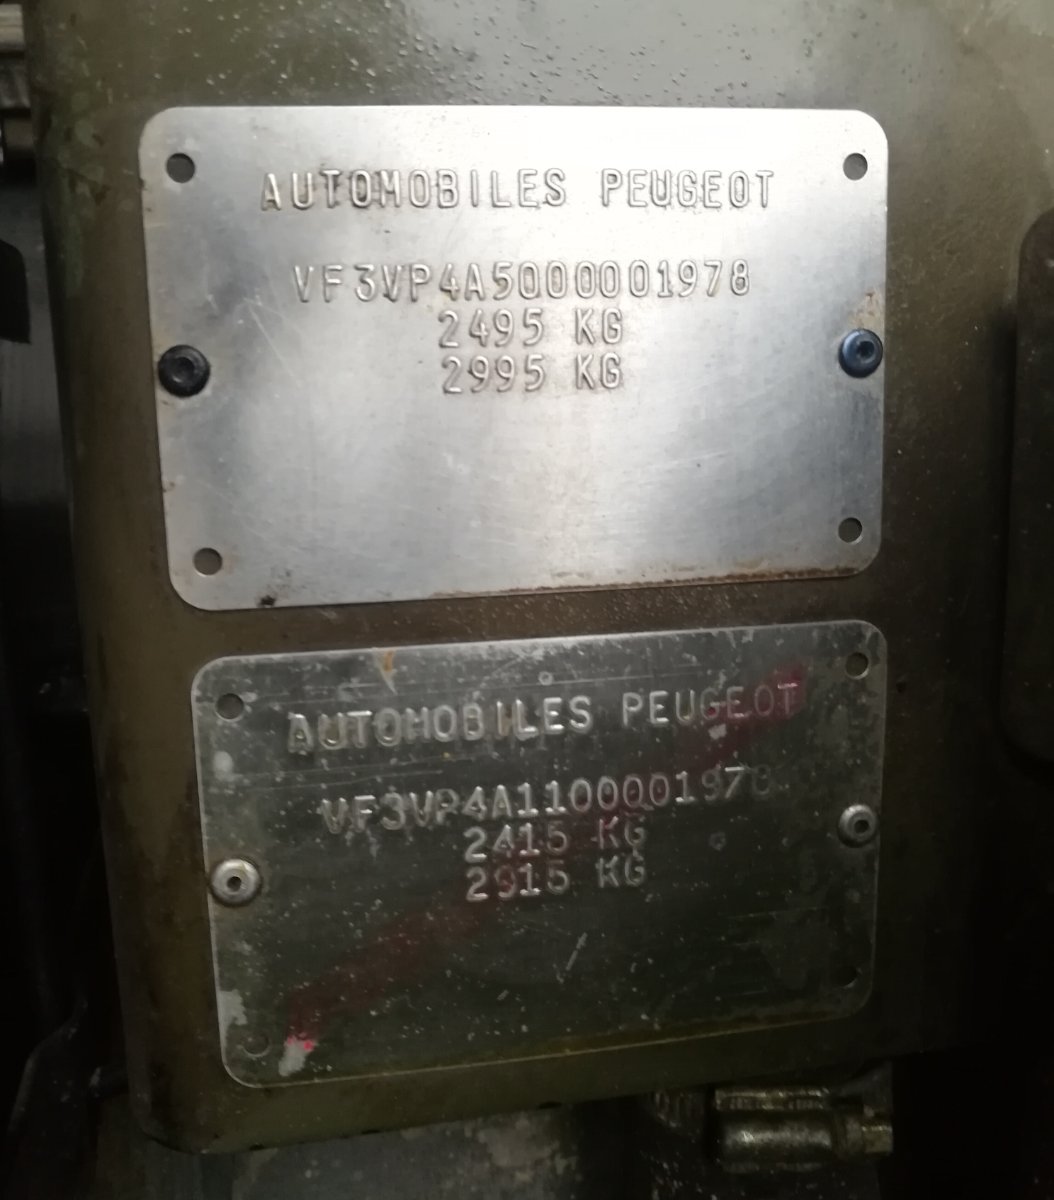 AUTOMOBILES PEUGEOT
VF3VP4A5000001978
2495 KG
2995 KG
AUTOMOBILES PEUGEOT
VF3VP4A1100001978
2415 KG
2915 KG